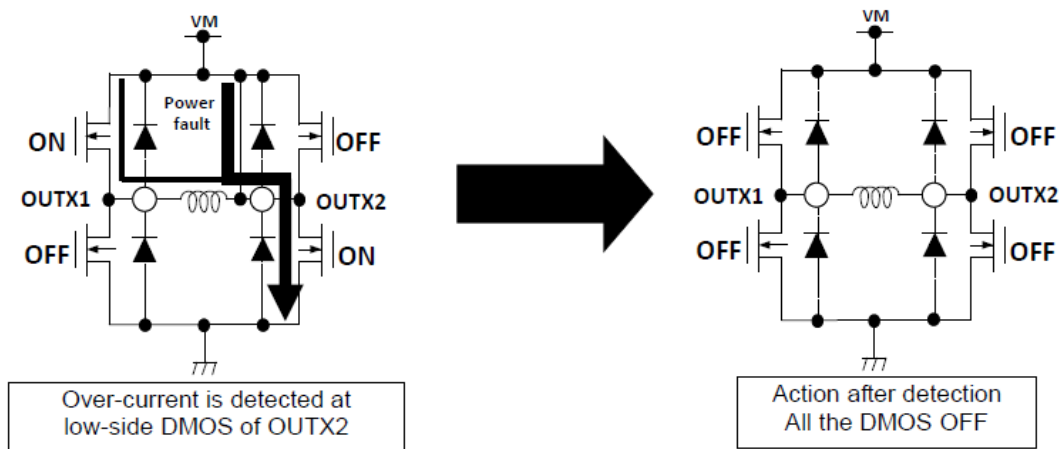 VM
Power
fault
ON
OFF
OUTX1
OUTX2
OFF
ON
Over-current is detected at
low-side DMOS of OUTX2
VM
OFF
OFF
OUTX1
OUTX2
OFF
OFF
Action after detection
All the DMOS OFF